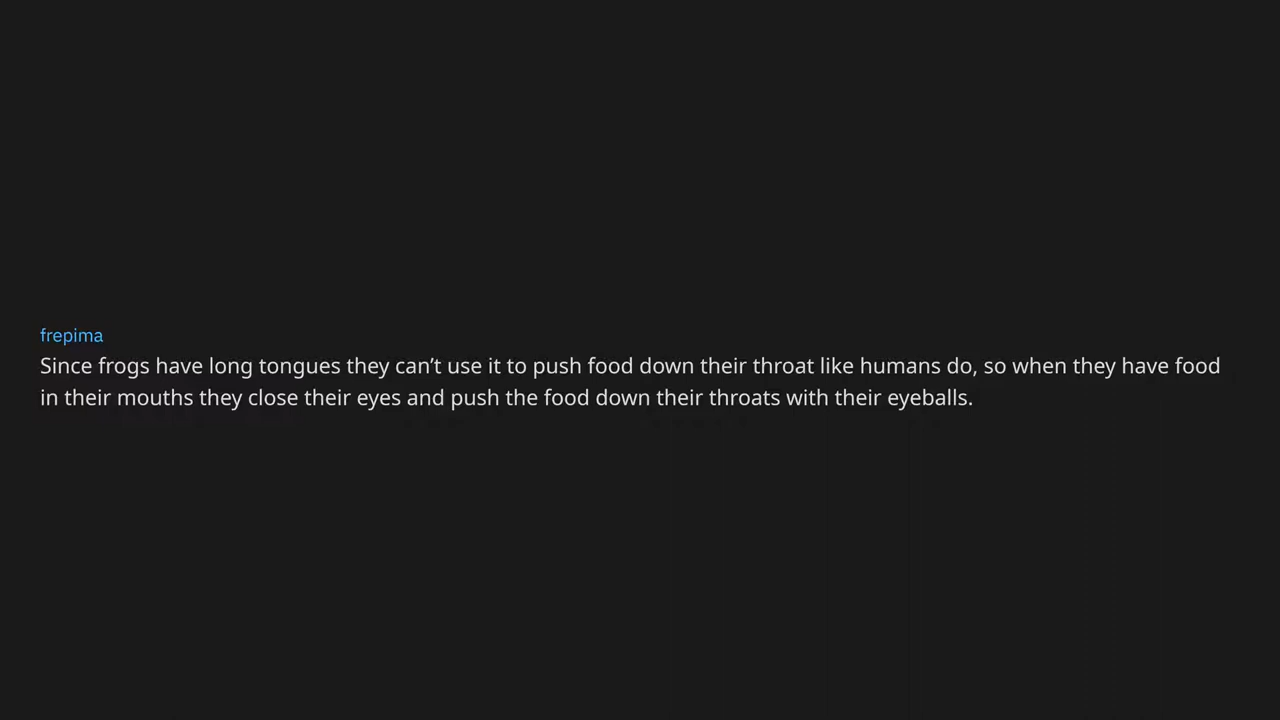 frepima
Since frogs have long tongues they can’t use it to push food down their throat like humans do, so when they have food
in their mouths they close their eyes and push the food down their throats with their eyeballs.